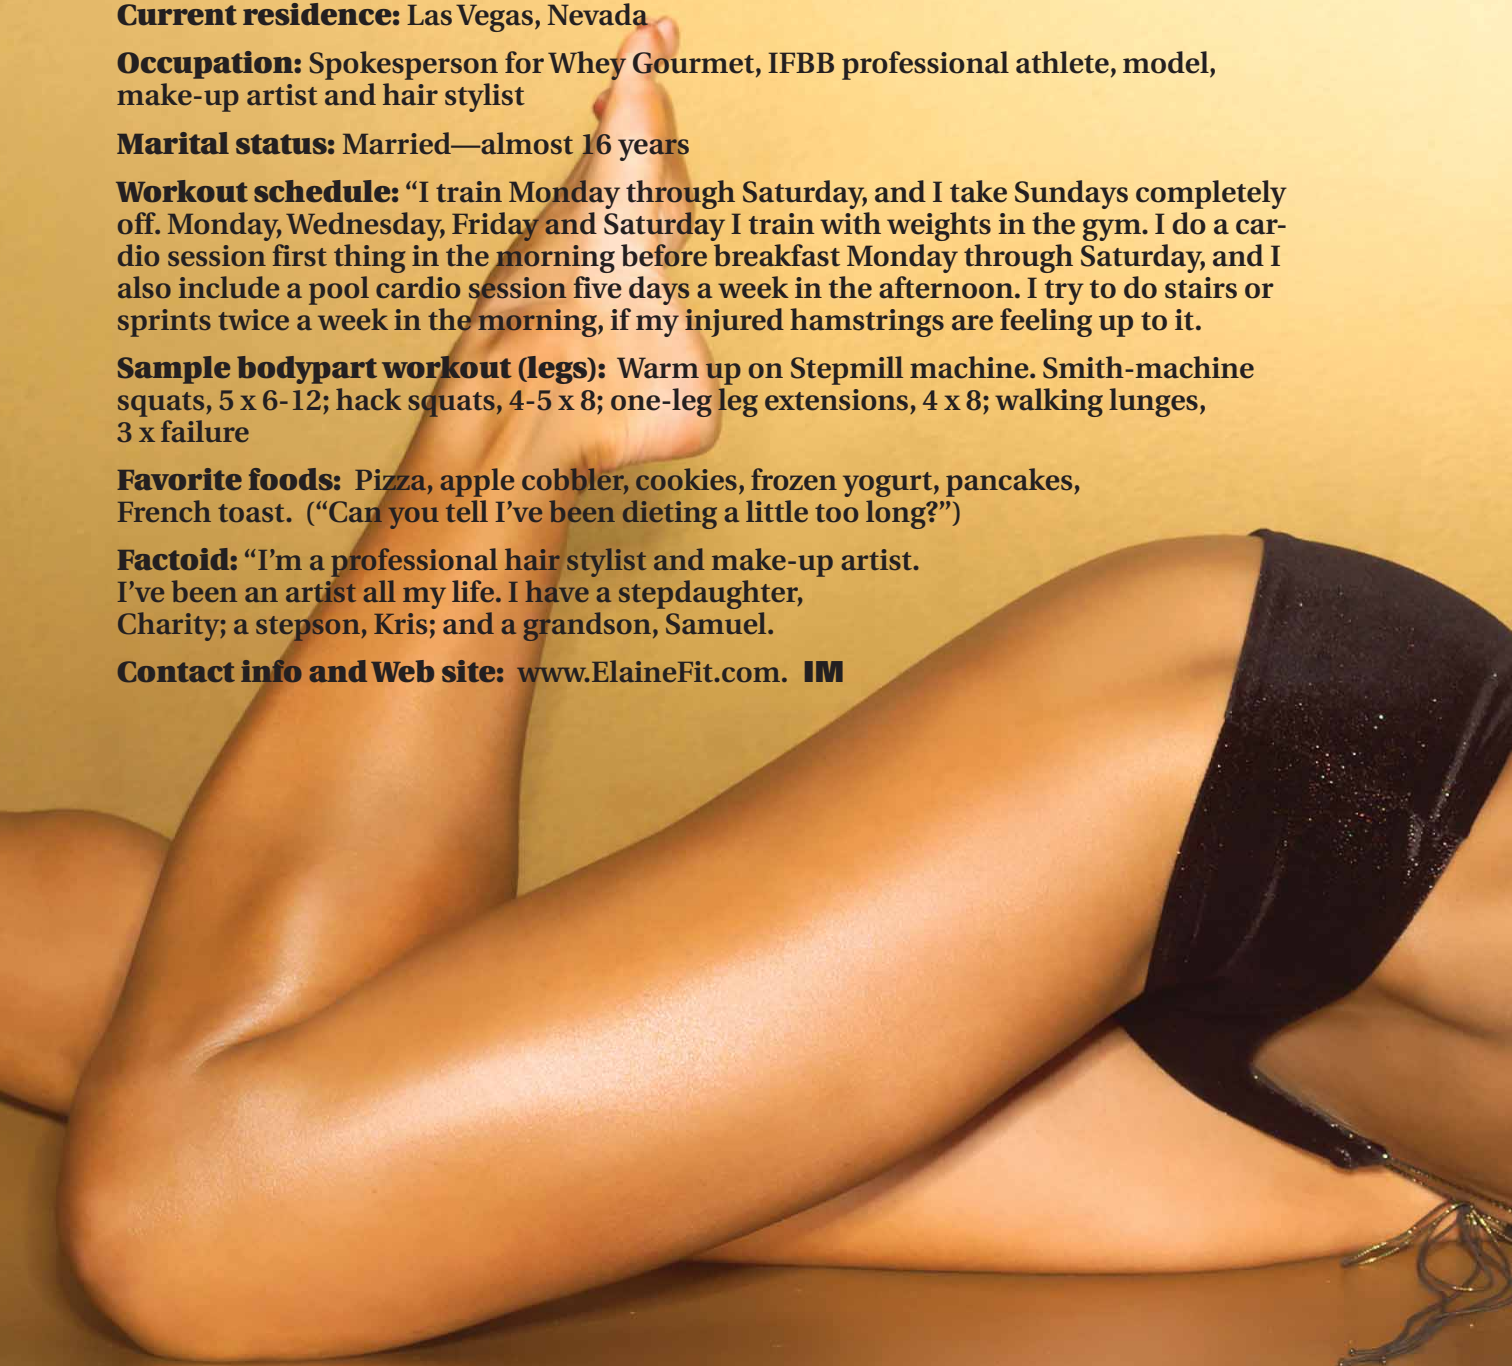 Current residence: Las Vegas, Nevada
Occupation: Spokesperson for Whey Gourmet, IFBB professional athlete, model,
make-up artist and hair stylist
Marital status: Married—almost 16 years
Workout schedule: “I train Monday through Saturday, and I take Sundays completely
off. Monday, Wednesday, Friday and Saturday I train with weights in the gym. I do a car-
dio session first thing in the morning before breakfast Monday through Saturday, and I
also include a pool cardio session five days a week in the afternoon. I try to do stairs or
sprints twice a week in the morning, if my injured hamstrings are feeling up to it.
Sample bodypart workout (legs): Warm up on Stepmill machine. Smith-machine
squats, 5 x 6-12; hack squats, 4-5 x 8; one-leg leg extensions, 4 x 8; walking lunges,
3 x failure
Favorite foods: Pizza, apple cobbler, cookies, frozen yogurt, pancakes,
French toast. (“Can you tell I’ve been dieting a little too long?”)
Factoid: “I’m a professional hair stylist and make-up artist.
I’ve been an artist all my life. I have a stepdaughter,
Charity; a stepson, Kris; and a grandson, Samuel.
Contact info and Web site: www.ElaineFit.com. IM